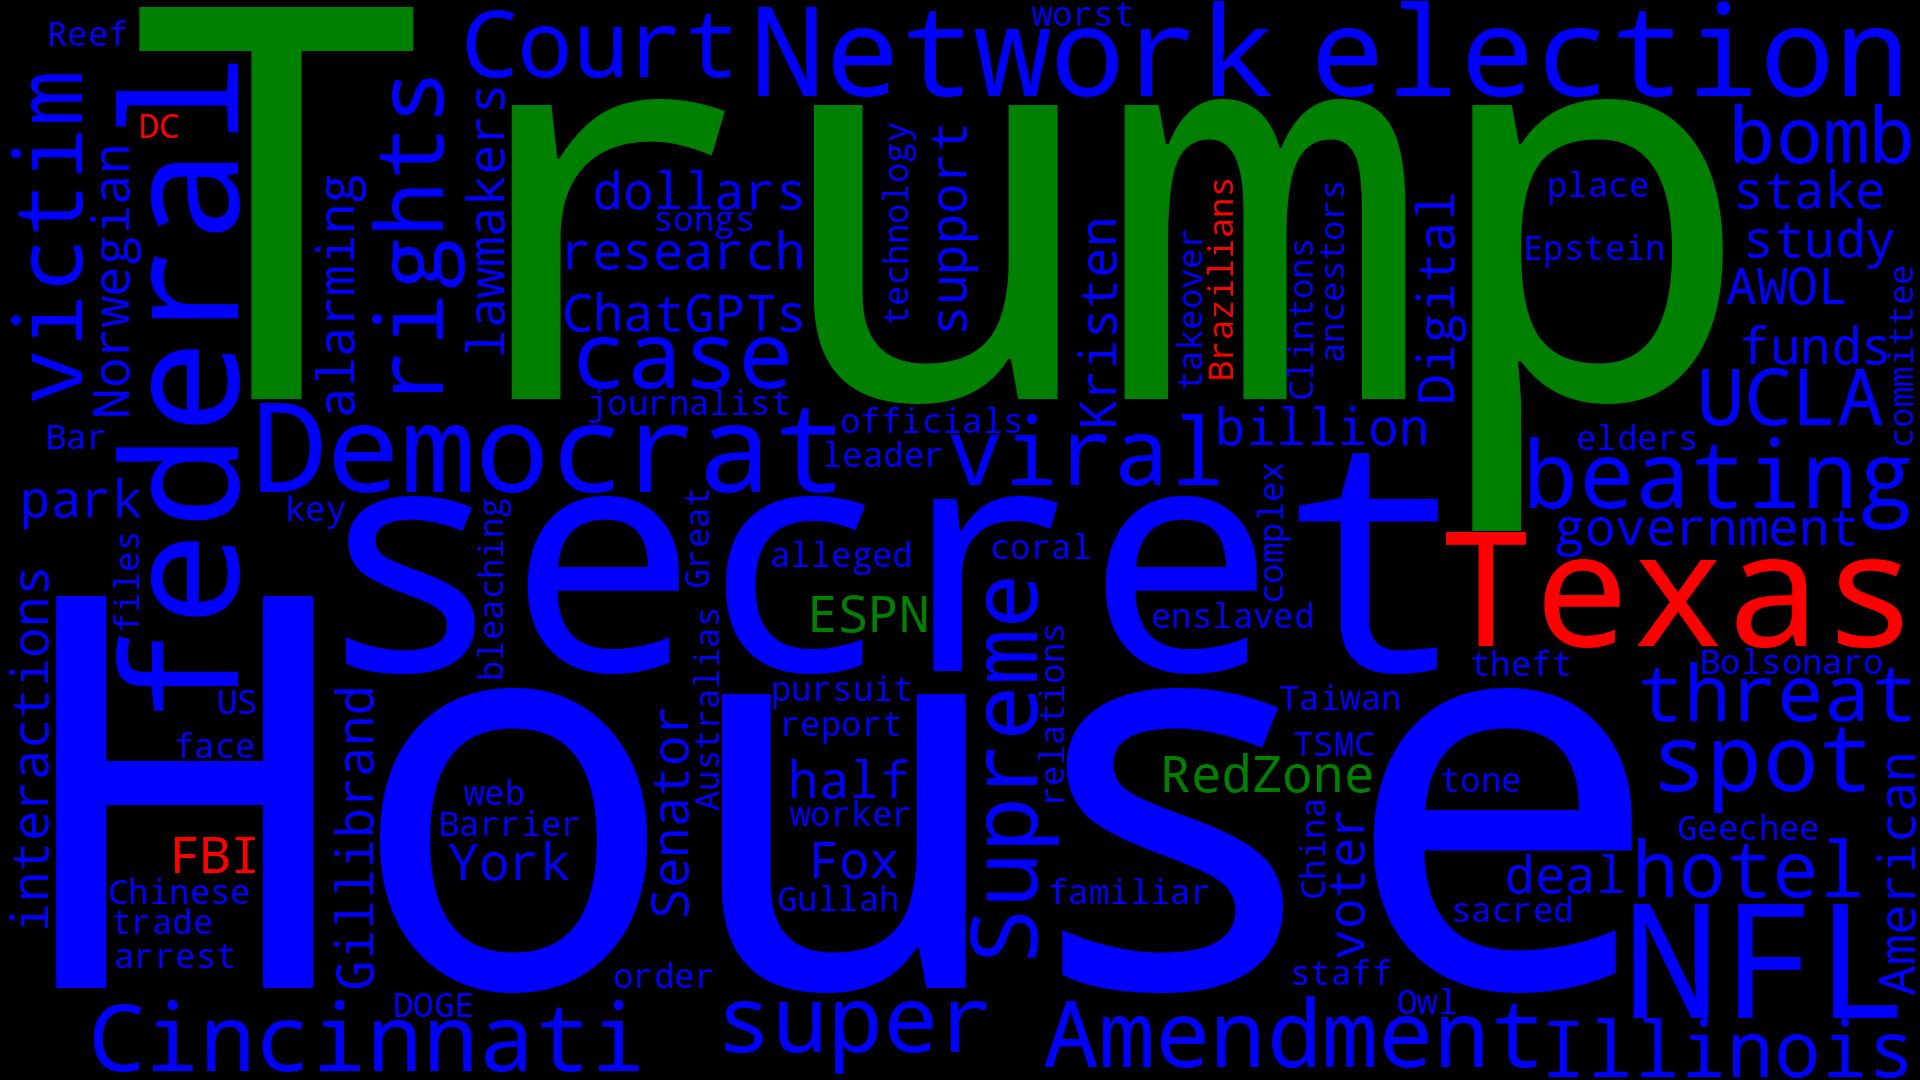 Reef
Court
Network
worst
election
Trump
victim
DC
federal
Norwegian
alarming
rights
lawmakers
dollars
songs
research
ChatGPTs
case
journalist
technology
support
Kristen
takeover
Brazilians
Clintons
ancestors
Digital
place
Epstein
bomb
stake
study
AWOL
funds
UCLA
committee
Bar
Democrat
officials
leader
viral
billion
elders
beating
government
park
key
secret
bleaching
Great
alleged
coral
complex
ESPN
enslaved
Texas
files
interactions
House
US
face
Gillibrand
Senator
Australias
pursuit
report
Supreme
relations
theft
Bolsonaro
threat
Taiwan
TSMC
RedZone
spot
tone
web
Barrier
York
half
worker
Fox
Gullah
familiar
China
voter
FBI
Chinese
trade
arrest
Geechee
deal
hotel
sacred
American
NFL
order
staff
DOGE
Owl
Cincinnati
super
Amendment
Illinois